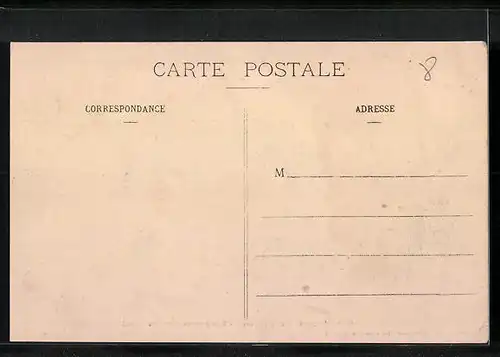 CARTE POSTALE
8
CORRESPONDANCE
ADRESSE
M